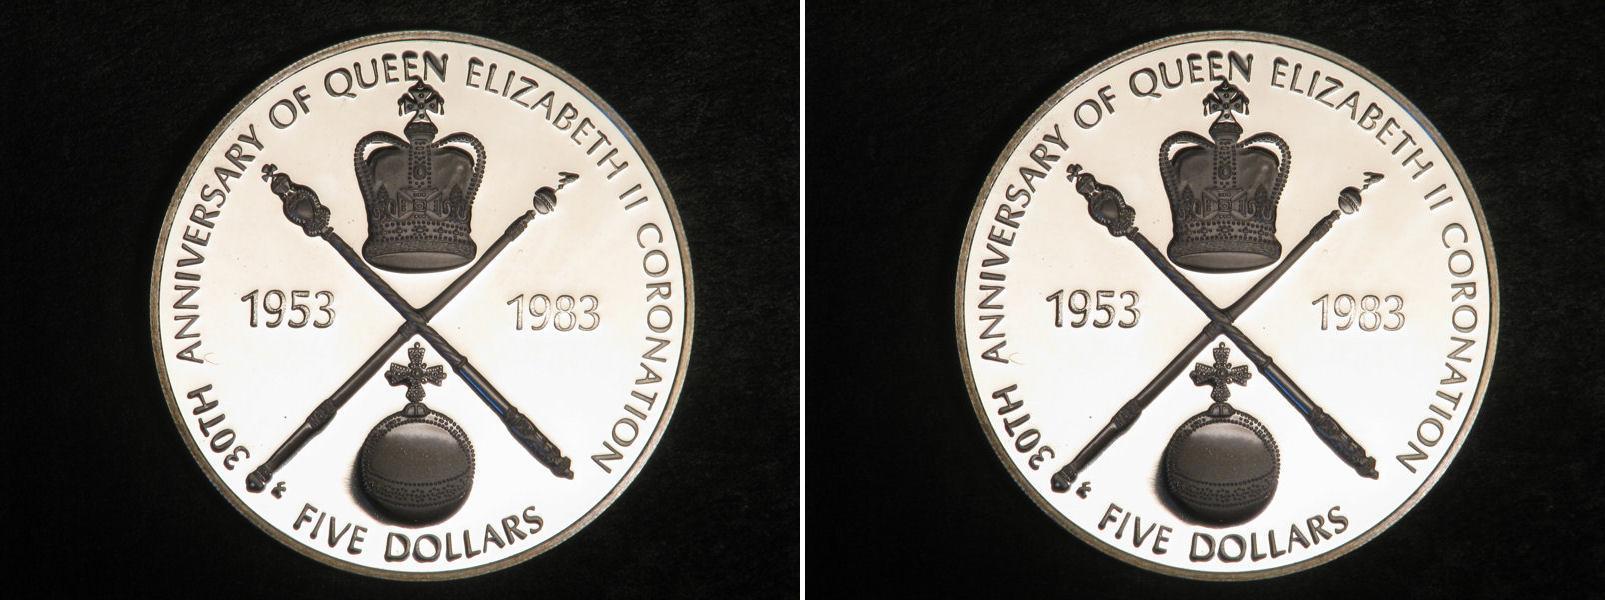 30TH ANNIVERSARY OF QUEEN ELIZABETH II CORONATION
1953
1983
FIVE DOLLARS
30TH ANNIVERSARY OF QUEEN ELIZABETH II CORONATION
1953
1983
FIVE DOLLARS